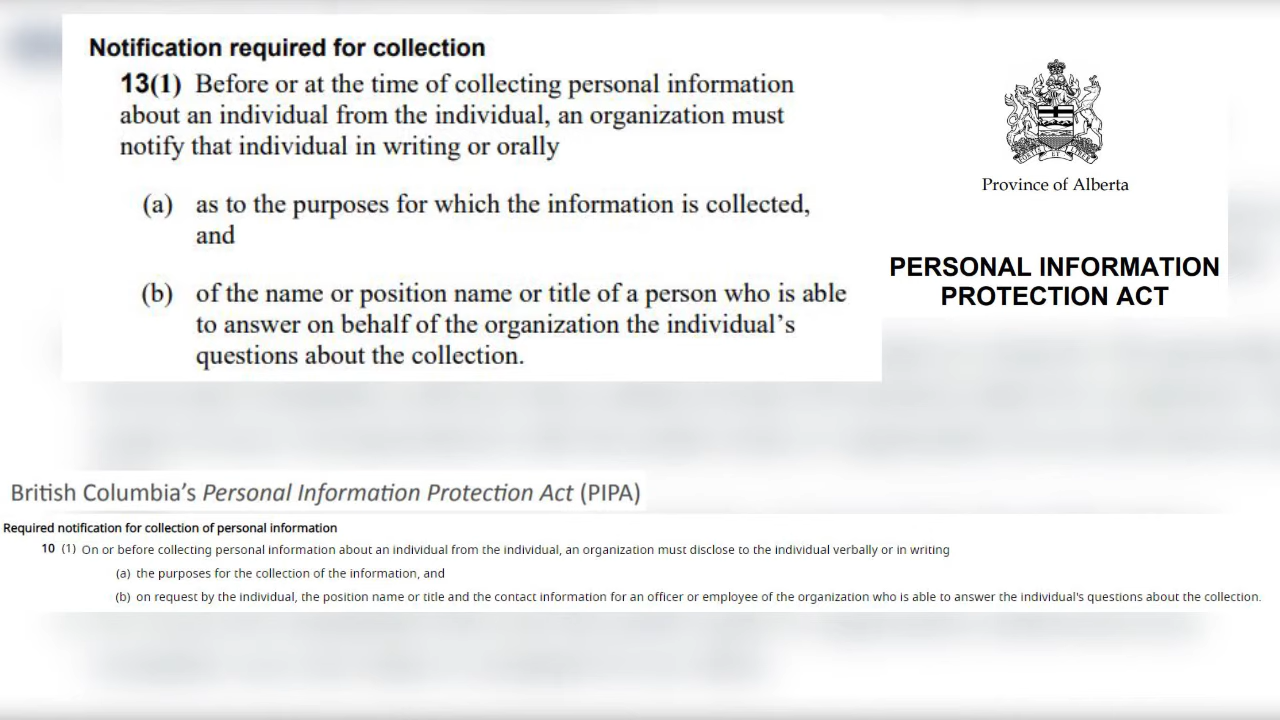 Notification required for collection
13(1) Before or at the time of collecting personal information
about an individual from the individual, an organization must
notify that individual in writing or orally
(a) as to the purposes for which the information is collected,
and
(b) of the name or position name or title of a person who is able
to answer on behalf of the organization the individual’s
questions about the collection.
Province of Alberta
PERSONAL INFORMATION
PROTECTION ACT
British Columbia’s Personal Information Protection Act (PIPA)
Required notification for collection of personal information
10 (1) On or before collecting personal information about an individual from the individual, an organization must disclose to the individual verbally or in writing
(a) the purposes for the collection of the information, and
(b) on request by the individual, the position name or title and the contact information for an officer or employee of the organization who is able to answer the individual's questions about the collection.